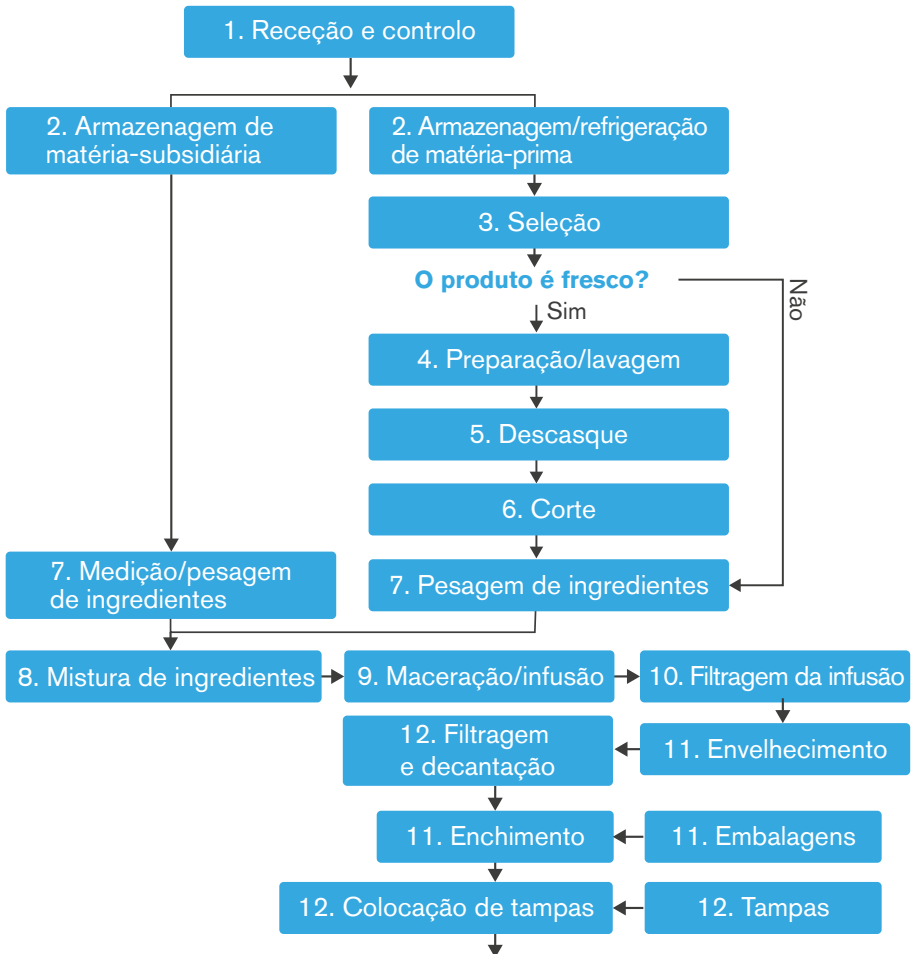 1. Receção e controlo
2. Armazenagem de
matéria-subsidiária
2. Armazenagem/refrigeração
de matéria-prima
3. Seleção
O produto é fresco?
Não
Sim
4. Preparação/lavagem
5. Descasque
6. Corte
7. Medição/pesagem
de ingredientes
7. Pesagem de ingredientes
8. Mistura de ingredientes
9. Maceração/infusão
10. Filtragem da infusão
12. Filtragem
e decantação
11. Envelhecimento
11. Enchimento
11. Embalagens
12. Colocação de tampas
12. Tampas